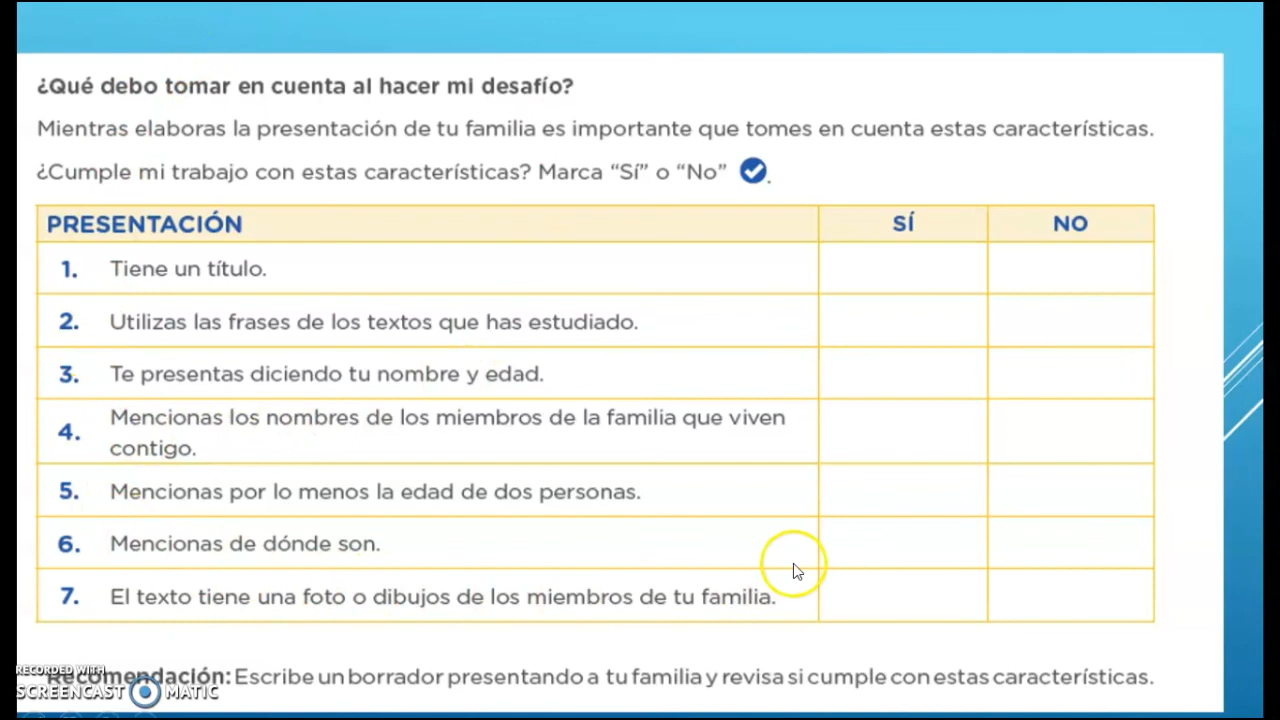 ¿Qué debo tomar en cuenta al hacer mi desafío?
Mientras elaboras la presentación de tu familia es importante que tomes en cuenta estas características.
¿Cumple mi trabajo con estas características? Marca “Sí” o “No” .
PRESENTACIÓN SÍ NO
1. Tiene un título.
2. Utilizas las frases de los textos que has estudiado.
3. Te presentas diciendo tu nombre y edad.
4. Mencionas los nombres de los miembros de la familia que viven
contigo.
5. Mencionas por lo menos la edad de dos personas.
6. Mencionas de dónde son.
7. El texto tiene una foto o dibujos de los miembros de tu familia.
RECORDED WITH
Recomendación: Escribe un borrador presentando a tu familia y revisa si cumple con estas características.
SCREENCAST MATIC